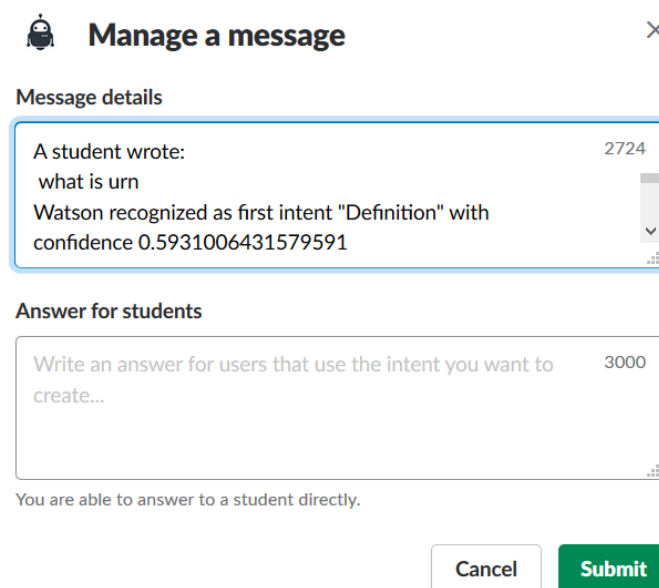 Manage a message
Message details
A student wrote:
2724
what is urn
Watson recognized as first intent "Definition" with
confidence 0.5931006431579591
Answer for students
Write an answer for users that use the intent you want to
3000
create...
You are able to answer to a student directly.
Cancel
Submit